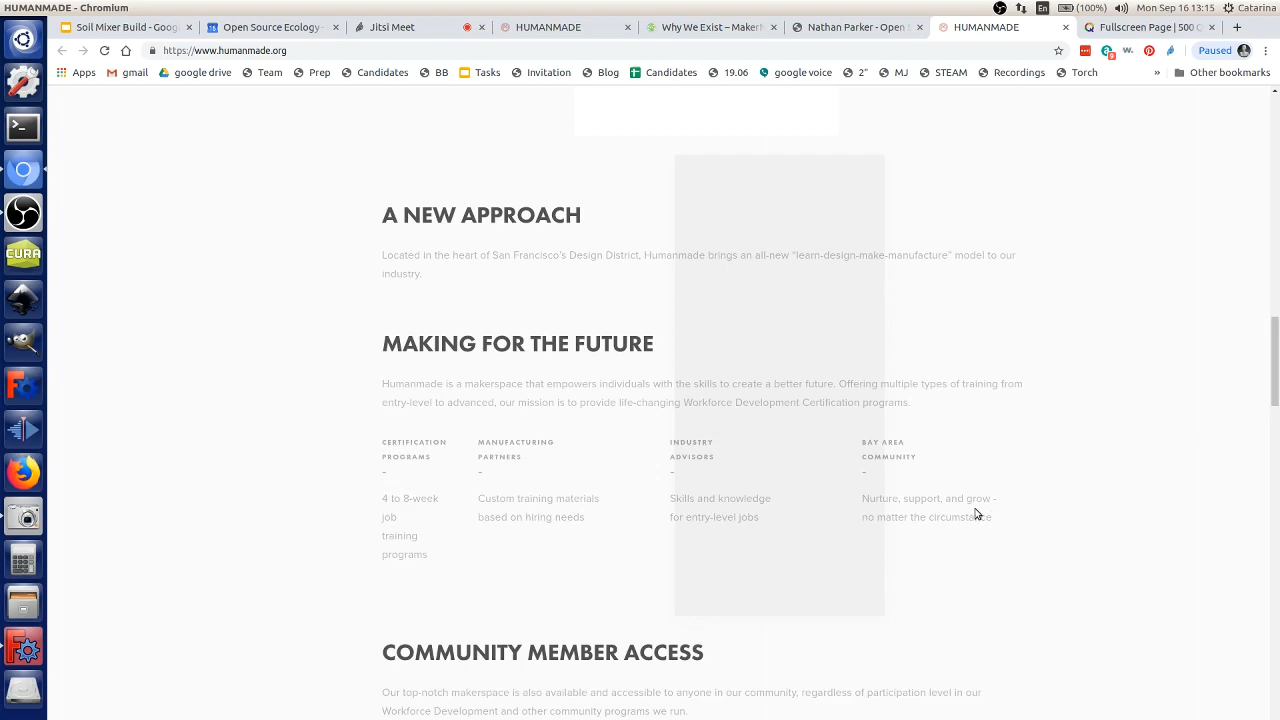 HUMANMADE - Chromium
En
(100%)
Mon Sep 16 13:15
Catarina
Soil Mixer Build - Goog
Open Source Ecology -
Jitsi Meet
HUMANMADE
Why We Exist – Maker
Nathan Parker - Open S
HUMANMADE
Fullscreen Page | 500 C
https://www.humanmade.org
9
w.
Paused
Apps
gmail
google drive
Team
Prep
Candidates
BB
Tasks
Invitation
Blog
Candidates
19.06
google voice
2"
MJ
STEAM
Recordings
Torch
»
Other bookmarks
CURA
A NEW APPROACH
Located in the heart of San Francisco's Design District, Humanmade brings an all-new “learn-design-make-manufacture” model to our
industry.
MAKING FOR THE FUTURE
Humanmade is a makerspace that empowers individuals with the skills to create a better future. Offering multiple types of training from
entry-level to advanced, our mission is to provide life-changing Workforce Development Certification programs.
CERTIFICATION
PROGRAMS
-
4 to 8-week
job
training
programs
MANUFACTURING
PARTNERS
-
Custom training materials
based on hiring needs
INDUSTRY
ADVISORS
-
Skills and knowledge
for entry-level jobs
BAY AREA
COMMUNITY
-
Nurture, support, and grow -
no matter the circumstance
COMMUNITY MEMBER ACCESS
Our top-notch makerspace is also available and accessible to anyone in our community, regardless of participation level in our
Workforce Development and other community programs we run.